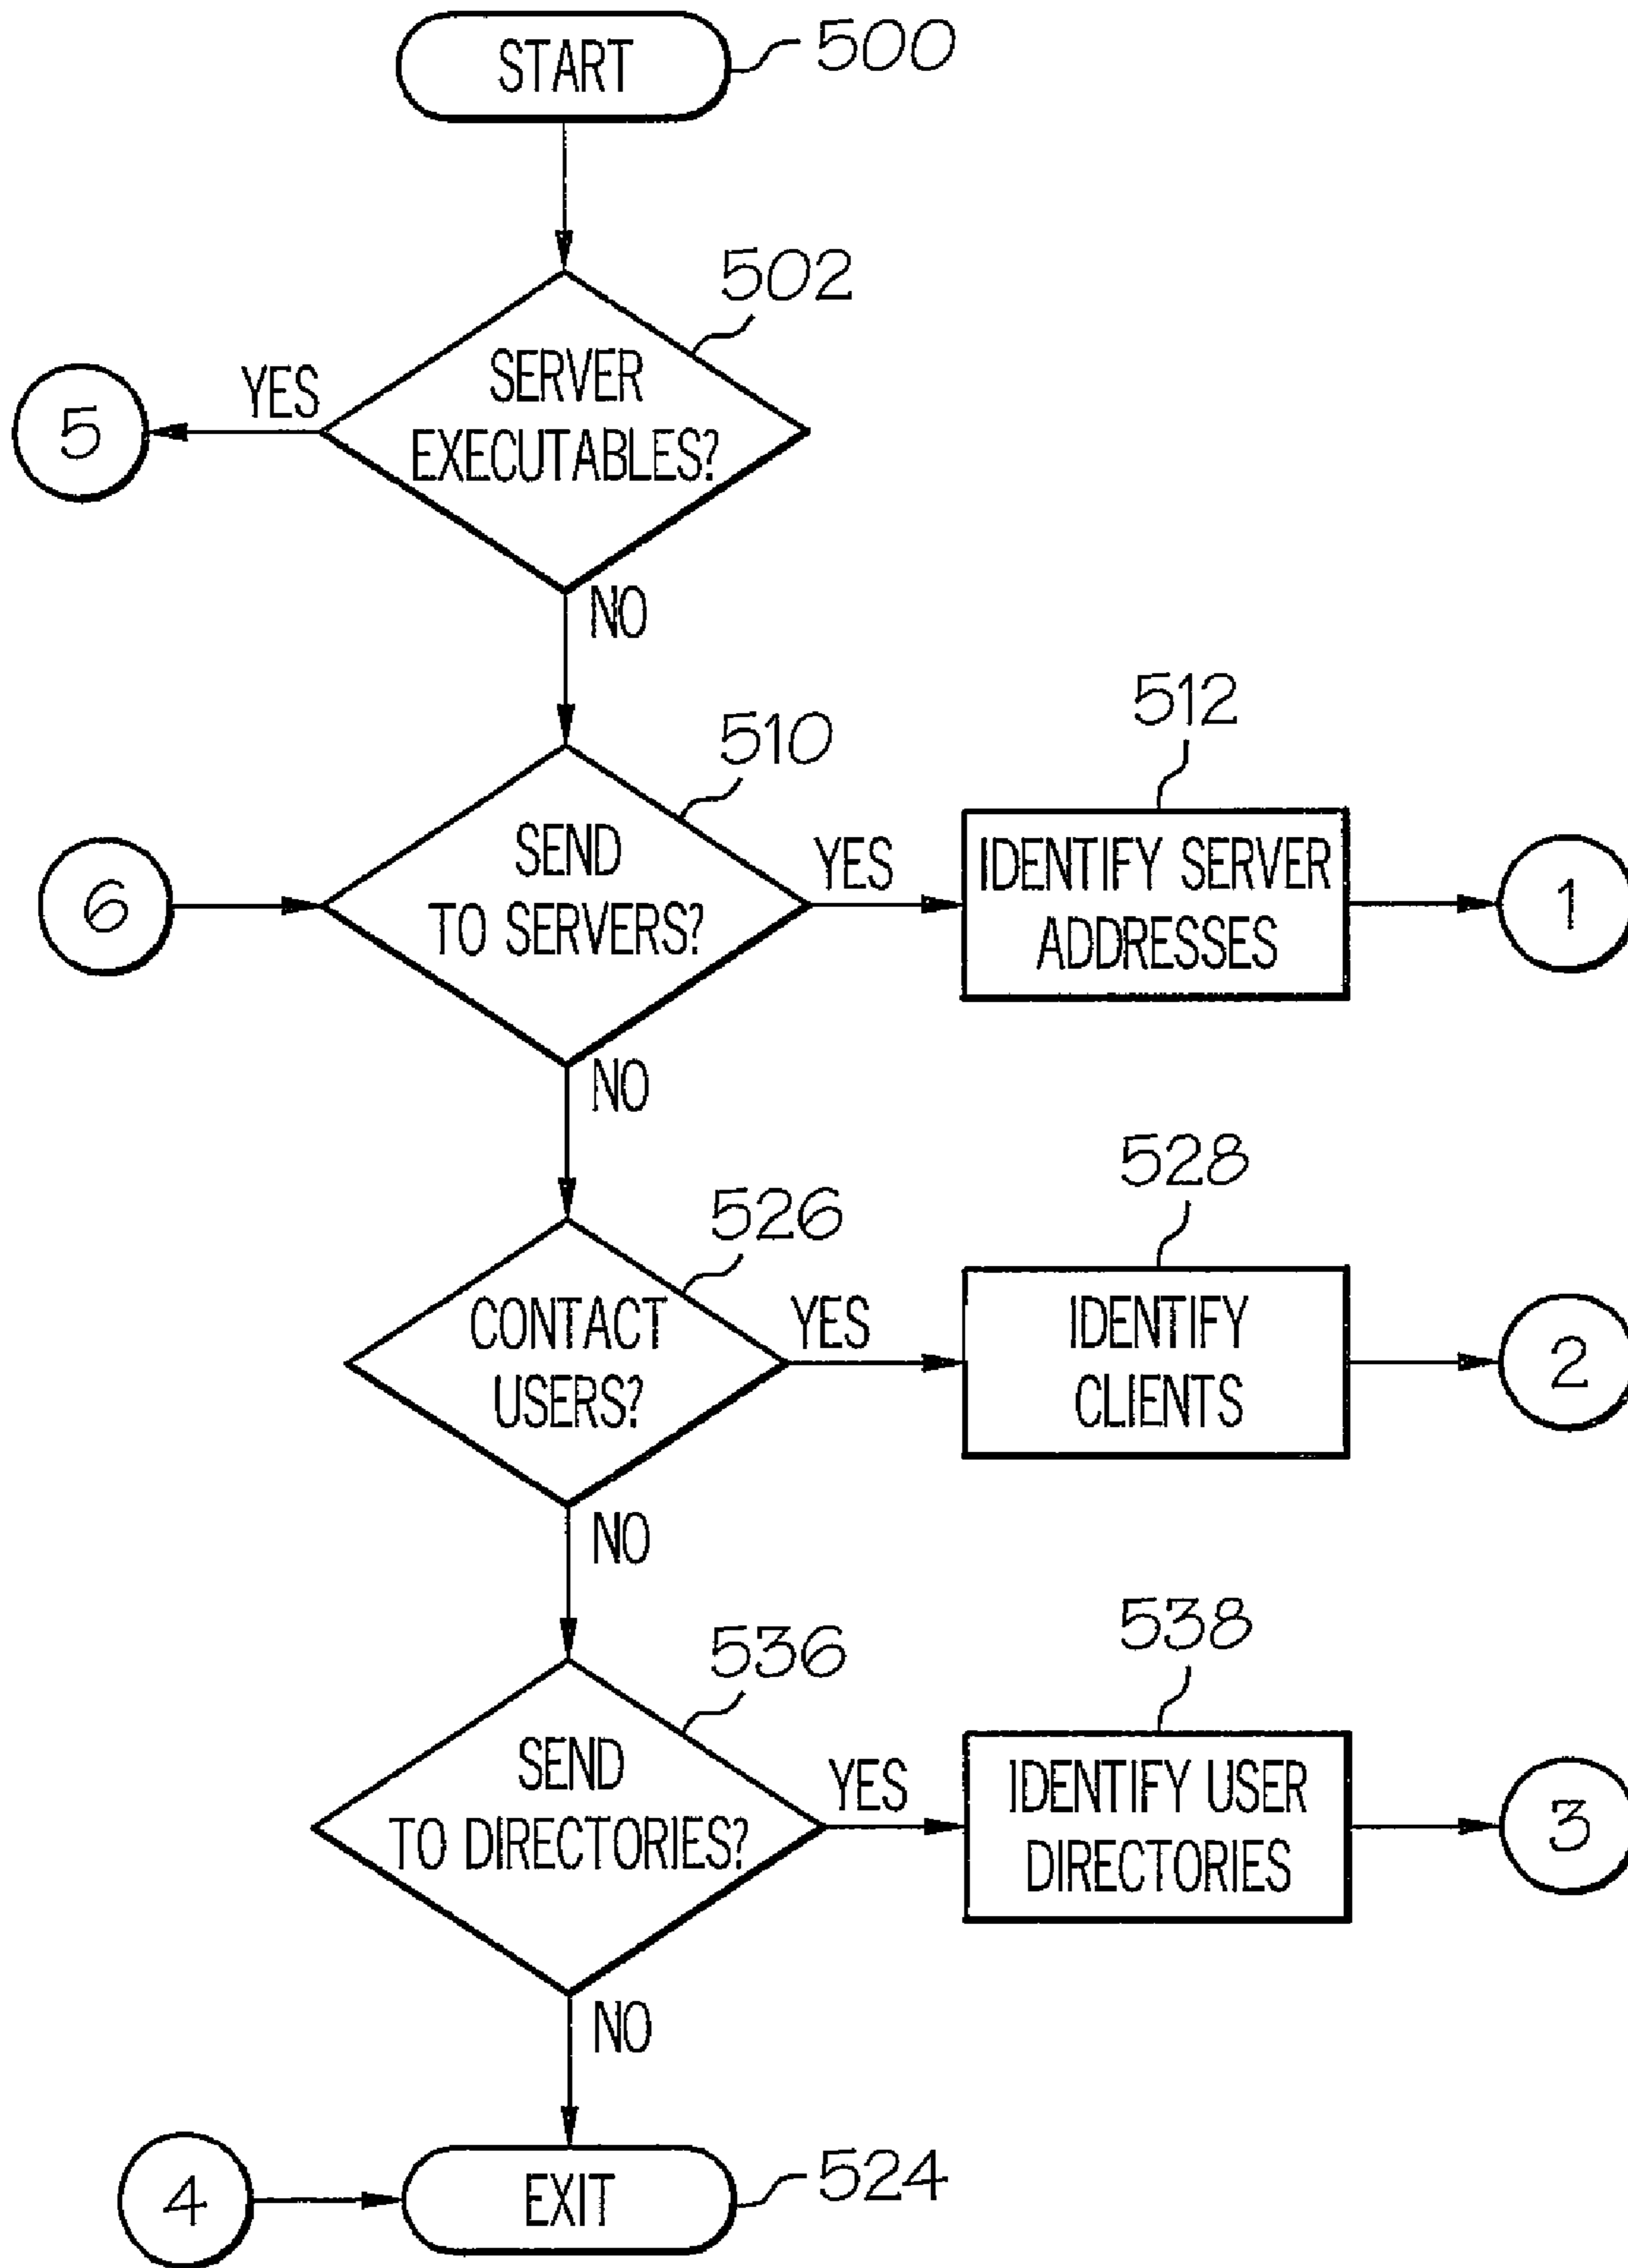 START
500
502
SERVER
EXECUTABLES?
YES
5
NO
510
512
6
SEND
TO SERVERS?
YES
IDENTIFY SERVER
ADDRESSES
1
NO
526
528
CONTACT
USERS?
YES
IDENTIFY
CLIENTS
2
NO
536
538
SEND
TO DIRECTORIES?
YES
IDENTIFY USER
DIRECTORIES
3
NO
4
EXIT
524